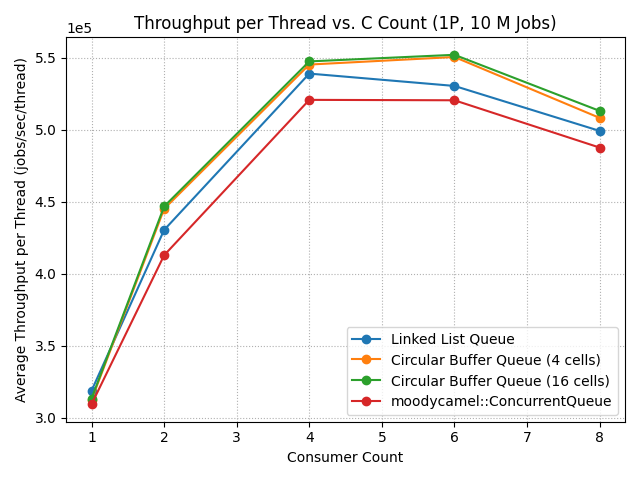 Throughput per Thread vs. C Count (1P, 10 M Jobs)
1e5
Average Throughput per Thread (jobs/sec/thread)
5.5
5.0
4.5
4.0
3.5
3.0
Linked List Queue
Circular Buffer Queue (4 cells)
Circular Buffer Queue (16 cells)
moodycamel::ConcurrentQueue
1 2 3 4 5 6 7 8
Consumer Count